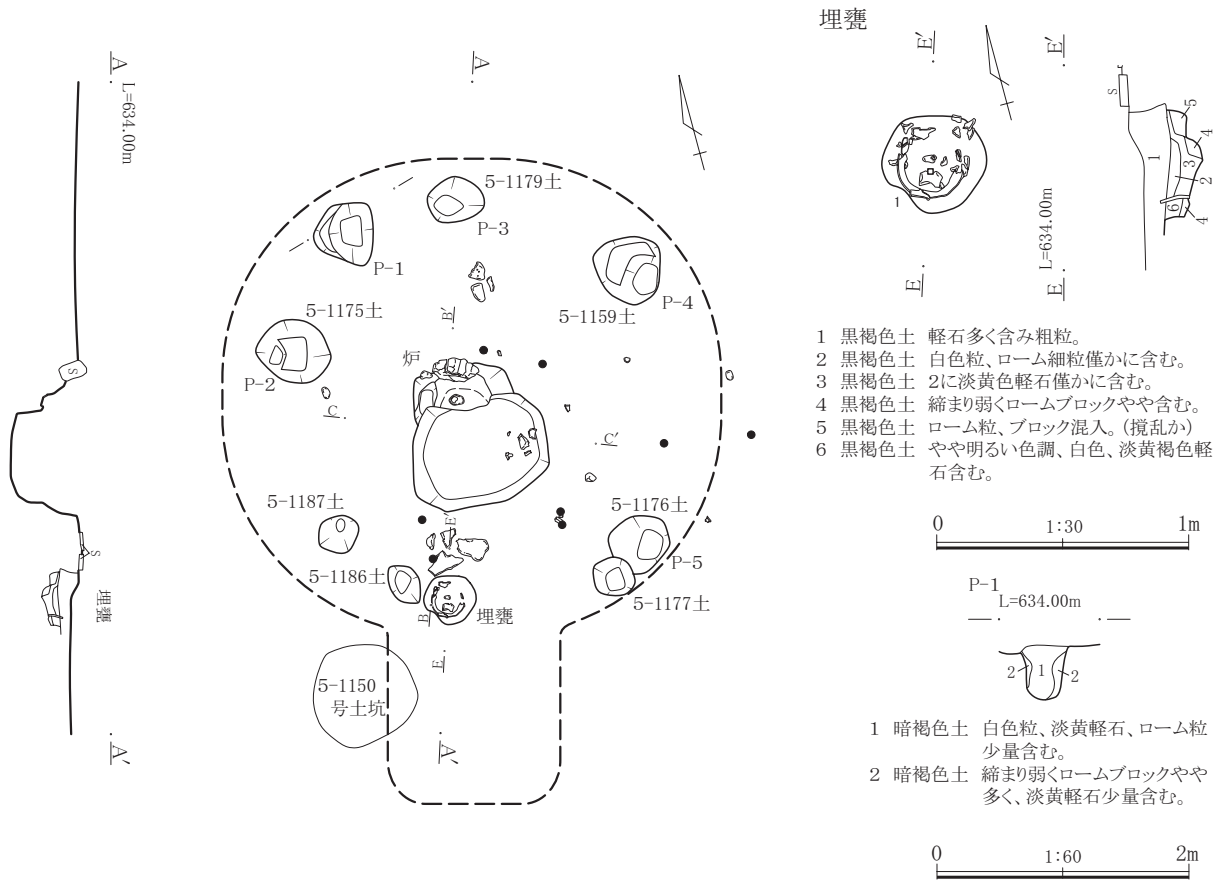 A
L=634.00m
S
S
埋甕
A′
A
5-1179土
P-3
P-1
5-1175土
P-2
C
B′
炉
5-1159土
P-4
C′
5-1187土
E′
5-1176土
P-5
5-1186土
5-1177土
B
埋甕
E
5-1150
号土坑
A′
埋甕
E′
1
E
E′
S
5
4
1
3
2
6
4
L=634.00m
E
1 黒褐色土 軽石多く含み粗粒。
2 黒褐色土 白色粒、ローム細粒僅かに含む。
3 黒褐色土 2に淡黄色軽石僅かに含む。
4 黒褐色土 締まり弱くロームブロックやや含む。
5 黒褐色土 ローム粒、ブロック混入。(撹乱か)
6 黒褐色土 やや明るい色調、白色、淡黄褐色軽
石含む。
0 1:30 1m
P-1
L=634.00m
2 1 2
1 暗褐色土 白色粒、淡黄軽石、ローム粒
少量含む。
2 暗褐色土 締まり弱くロームブロックやや
多く、淡黄軽石少量含む。
0 1:60 2m